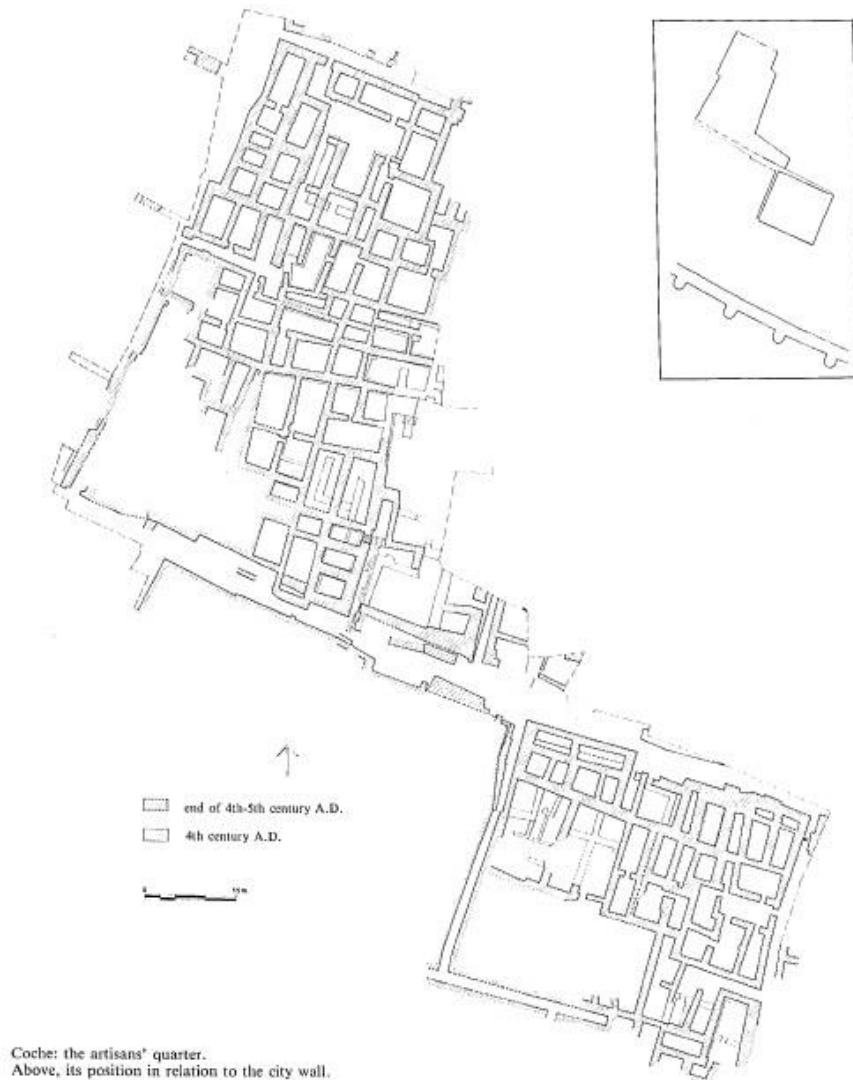 end of 4th-5th century A.D.
4th century A.D.
0
Coche: the artisans' quarter.
Above, its position in relation to the city wall.